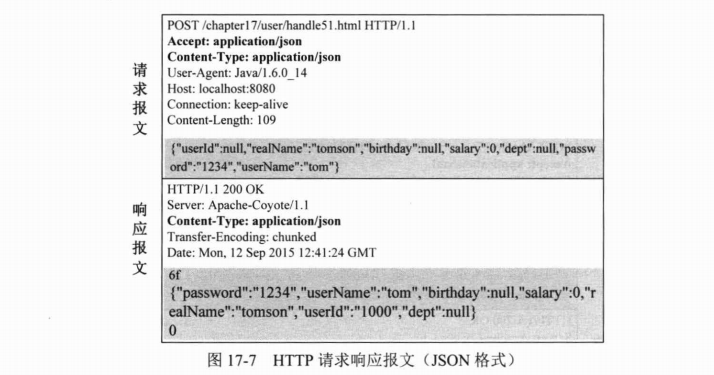 请求报文
POST /chapter17/user/handle51.html HTTP/1.1
Accept: application/json
Content-Type: application/json
User-Agent: Java/1.6.0_14
Host: localhost:8080
Connection: keep-alive
Content-Length: 109
{"userId":null,"realName":"tomson","birthday":null,"salary":0,"dept":null,"passw
ord":"1234","userName":"tom"}
响应报文
HTTP/1.1 200 OK
Server: Apache-Coyote/1.1
Content-Type: application/json
Transfer-Encoding: chunked
Date: Mon, 12 Sep 2015 12:41:24 GMT
6f
{"password":"1234","userName":"tom","birthday":null,"salary":0,"r
ealName":"tomson","userId":"1000","dept":null}
0
图 17-7 HTTP 请求响应报文（JSON 格式）